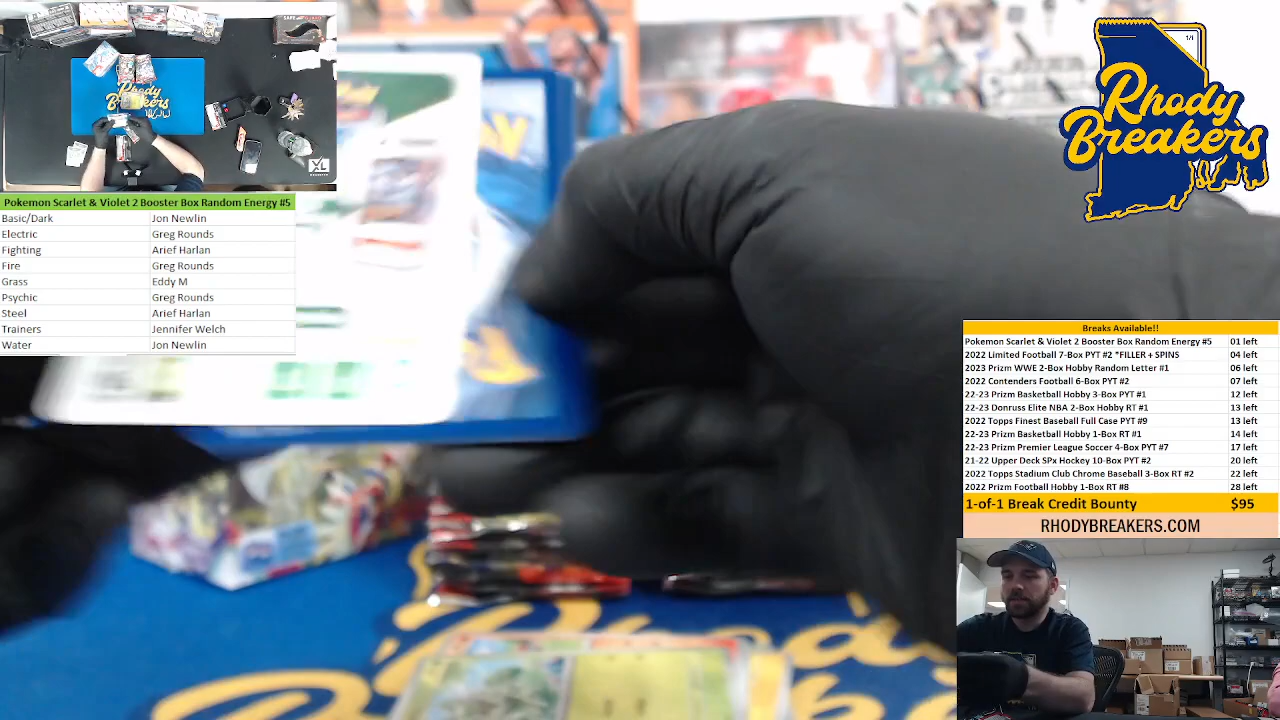 Pokemon Scarlet & Violet 2 Booster Box Random Energy #5
Basic/Dark Jon Newlin
Electric Greg Rounds
Fighting Arief Harlan
Fire Greg Rounds
Grass Eddy M
Psychic Greg Rounds
Steel Arief Harlan
Trainers Jennifer Welch
Water Jon Newlin
Rhody
Breakers
XL
1/1
Rhody
Breakers
Breaks Available!!
Pokemon Scarlet & Violet 2 Booster Box Random Energy #5 01 left
2022 Limited Football 7-Box PYT #2 *FILLER + SPINS 04 left
2023 Prizm WWE 2-Box Hobby Random Letter #1 06 left
2022 Contenders Football 6-Box PYT #2 07 left
22-23 Prizm Basketball Hobby 3-Box PYT #1 12 left
22-23 Donruss Elite NBA 2-Box Hobby RT #1 13 left
2022 Topps Finest Baseball Full Case PYT #9 13 left
22-23 Prizm Basketball Hobby 1-Box RT #1 14 left
22-23 Prizm Premier League Soccer 4-Box PYT #7 17 left
21-22 Upper Deck SPx Hockey 10-Box PYT #2 20 left
2022 Topps Stadium Club Chrome Baseball 3-Box RT #2 22 left
2022 Prizm Football Hobby 1-Box RT #8 28 left
1-of-1 Break Credit Bounty $95
RHODYBREAKERS.COM